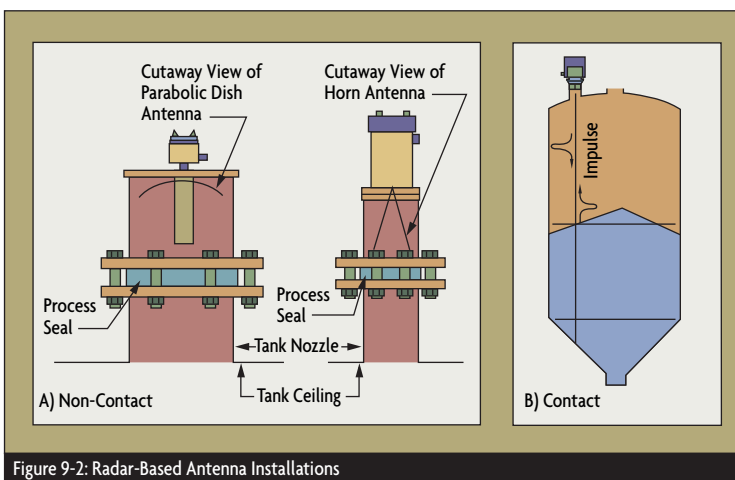 Cutaway View of
Parabolic Dish
Antenna
Cutaway View of
Horn Antenna
Process
Seal
Process
Seal
Tank Nozzle
Tank Ceiling
A) Non-Contact
Impulse
B) Contact
Figure 9-2: Radar-Based Antenna Installations